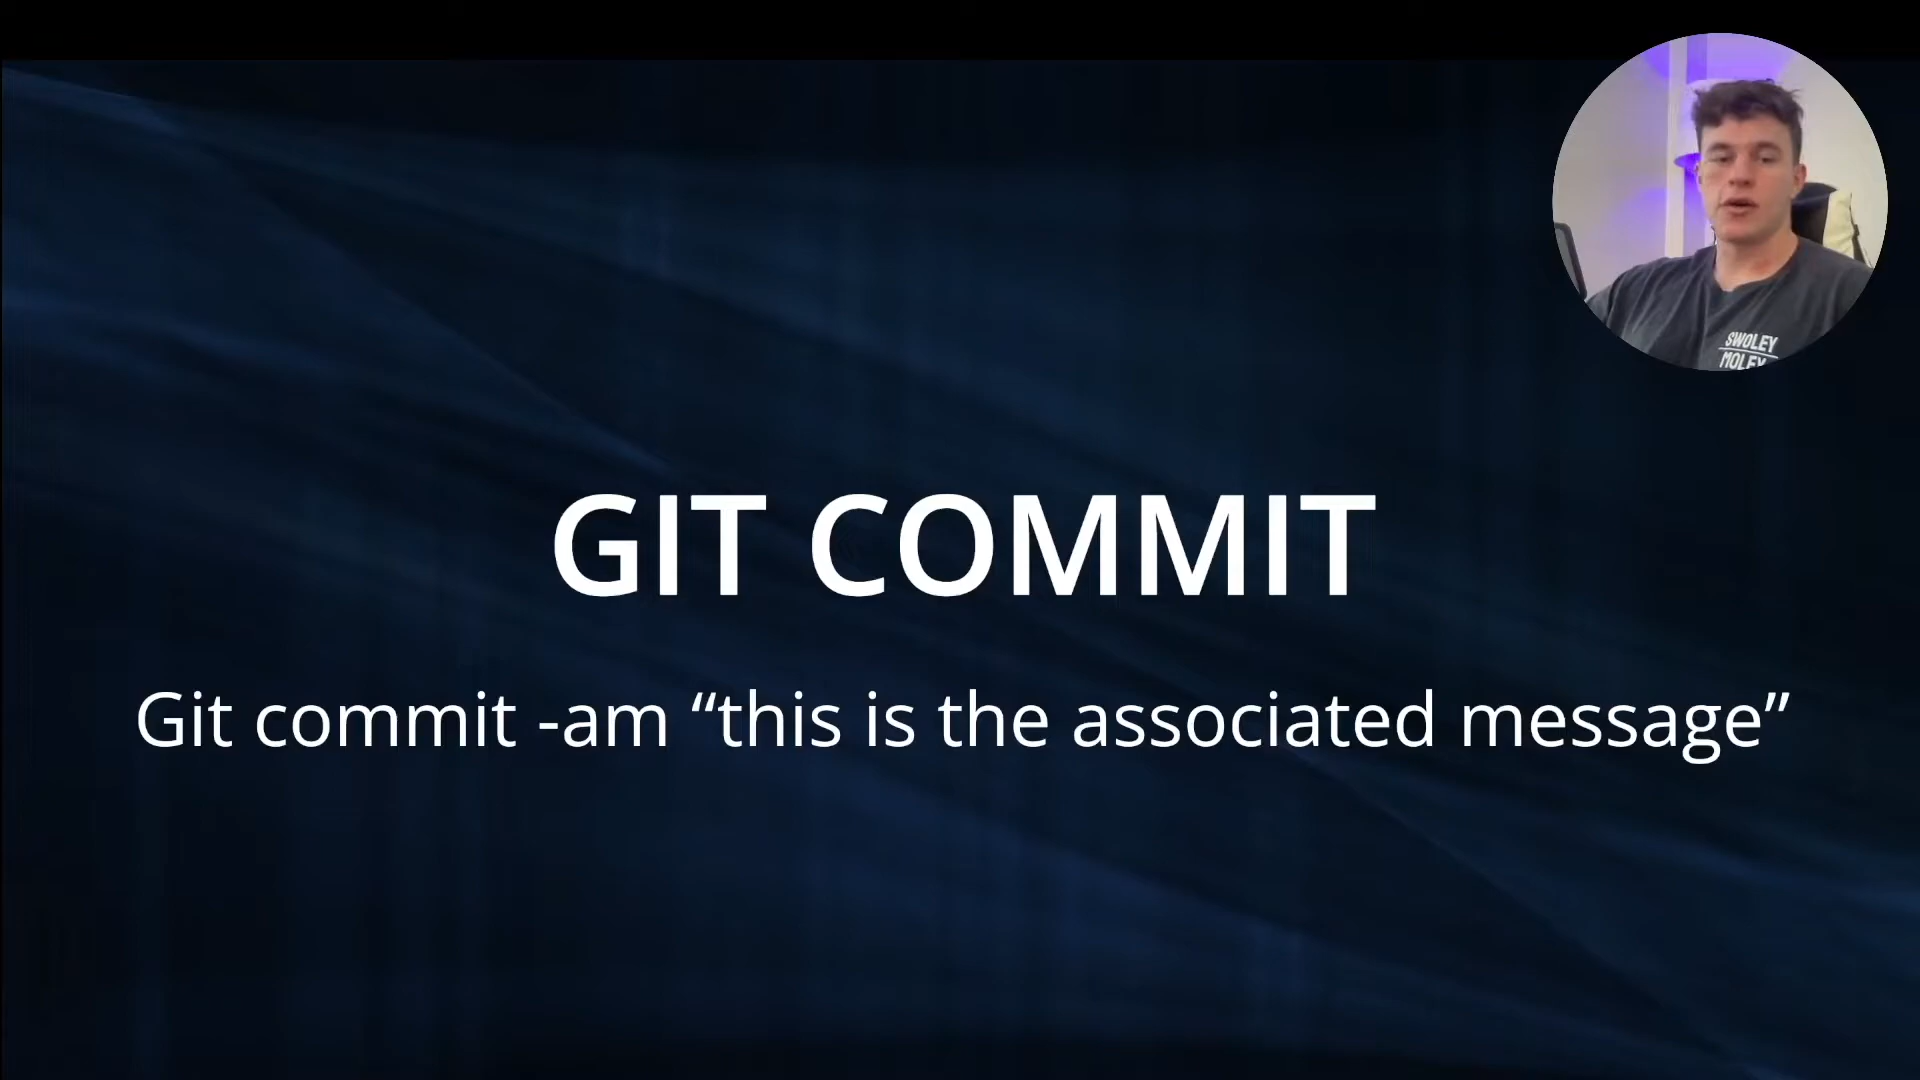 SWOLEY
MOLEY
GIT COMMIT
Git commit -am “this is the associated message”